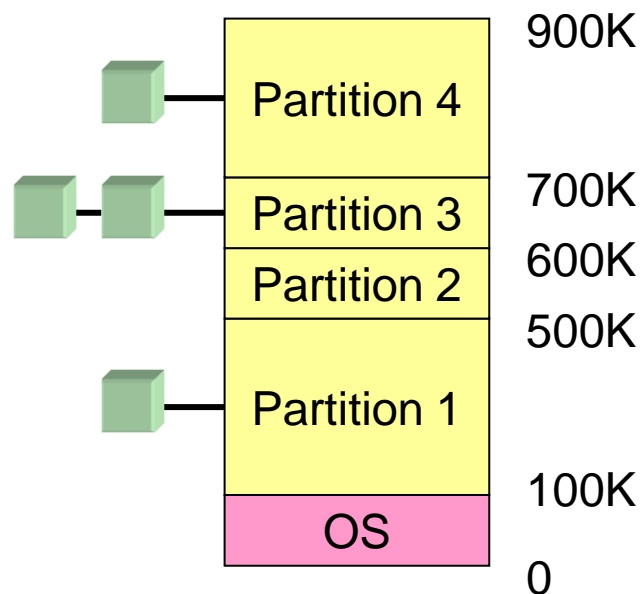 900K
Partition 4
700K
Partition 3
600K
Partition 2
500K
Partition 1
100K
OS
0